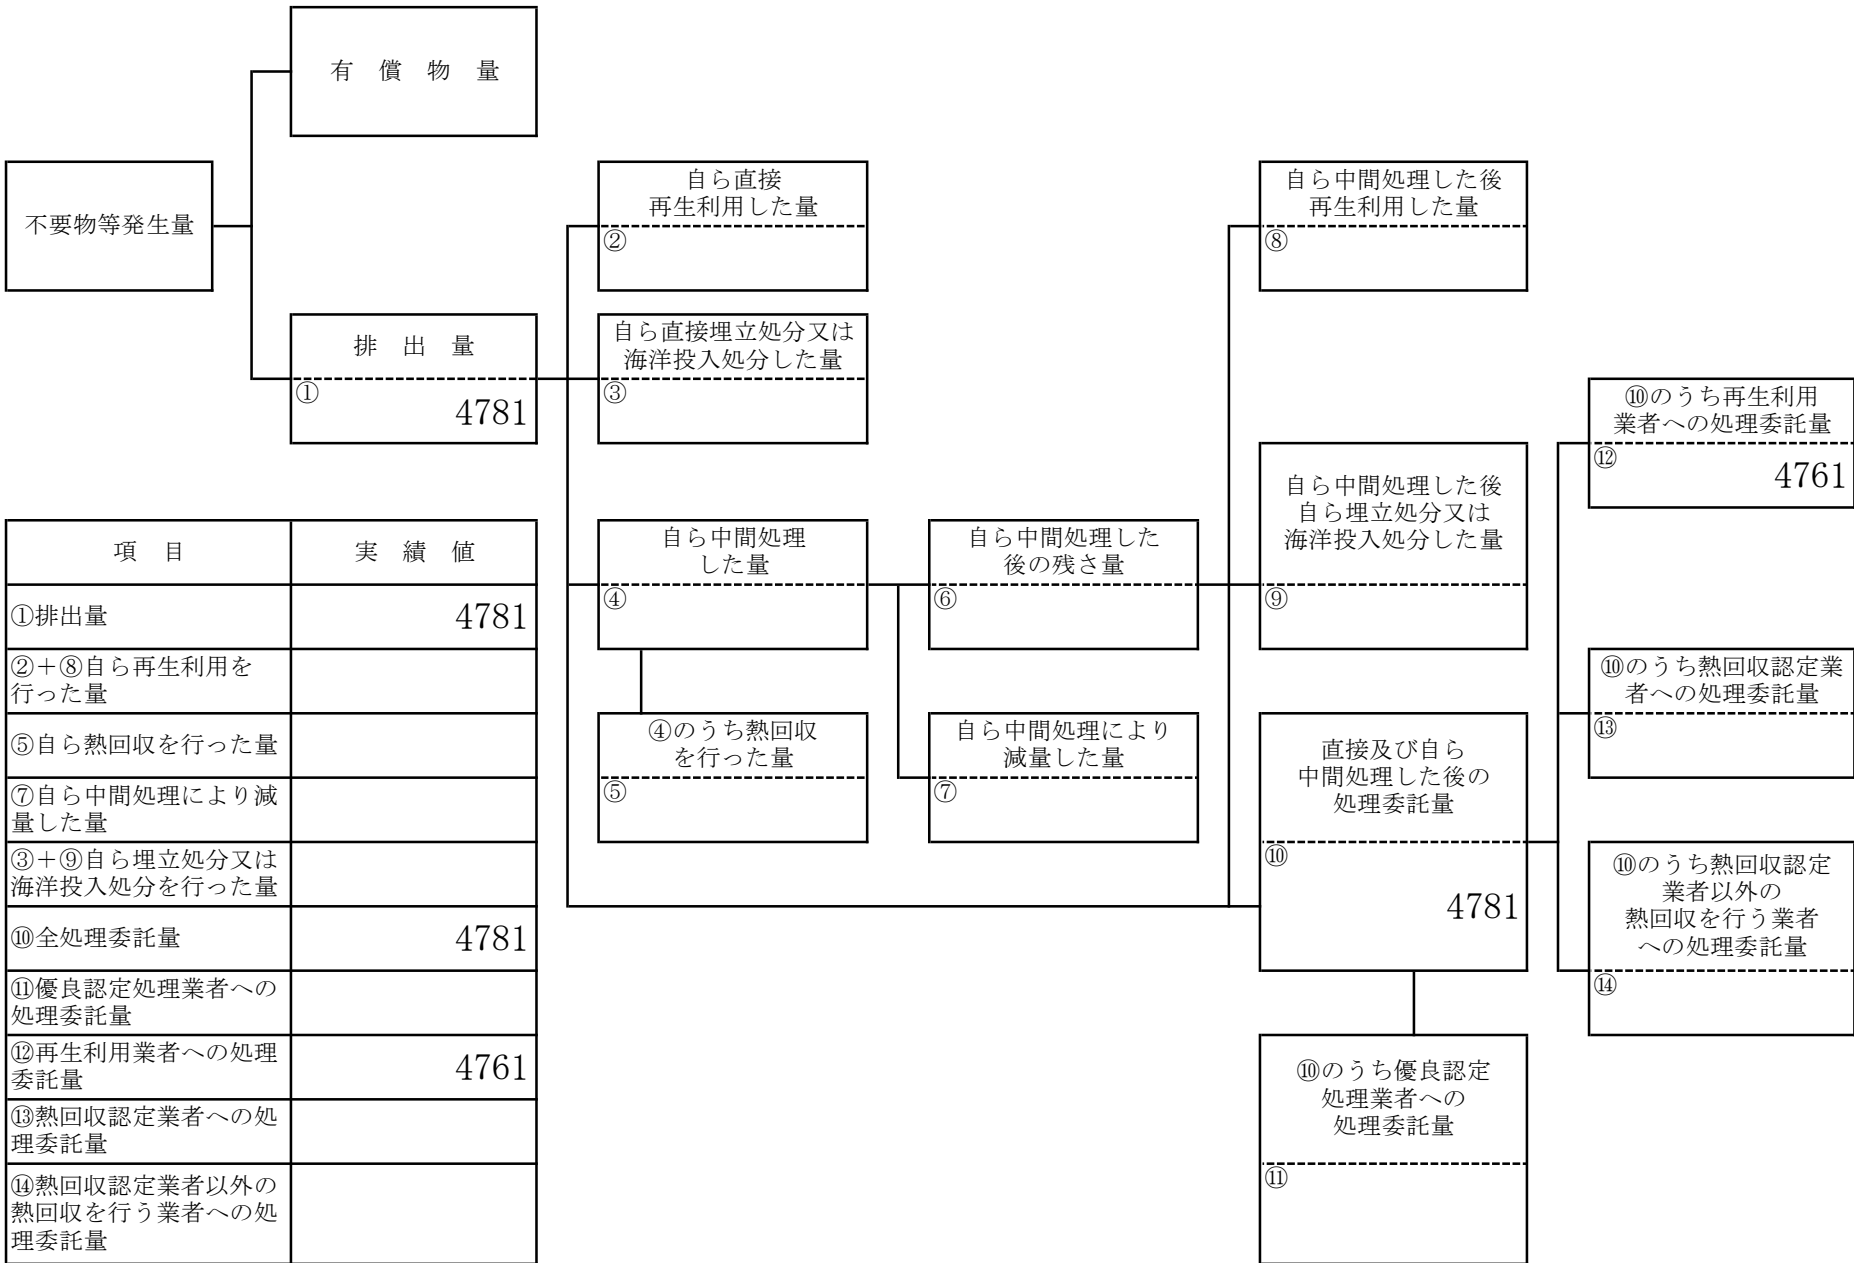 有 償 物 量
不要物等発生量
排 出 量
①
4781
自ら直接
再生利用した量
②
自ら直接埋立処分又は
海洋投入処分した量
③
自ら中間処理
した量
④
④のうち熱回収
を行った量
⑤
自ら中間処理した
後の残さ量
⑥
自ら中間処理により
減量した量
⑦
自ら中間処理した後
再生利用した量
⑧
自ら中間処理した後
自ら埋立処分又は
海洋投入処分した量
⑨
直接及び自ら
中間処理した後の
処理委託量
⑩
4781
⑩のうち優良認定
処理業者への
処理委託量
⑪
⑩のうち再生利用
業者への処理委託量
⑫
4761
⑩のうち熱回収認定業
者への処理委託量
⑬
⑩のうち熱回収認定
業者以外の
熱回収を行う業者
への処理委託量
⑭
項 目 実 績 値
①排出量 4781
②+⑧自ら再生利用を
行った量
⑤自ら熱回収を行った量
⑦自ら中間処理により減
量した量
③+⑨自ら埋立処分又は
海洋投入処分を行った量
⑩全処理委託量 4781
⑪優良認定処理業者への
処理委託量
⑫再生利用業者への処理
委託量 4761
⑬熱回収認定業者への処
理委託量
⑭熱回収認定業者以外の
熱回収を行う業者への処
理委託量